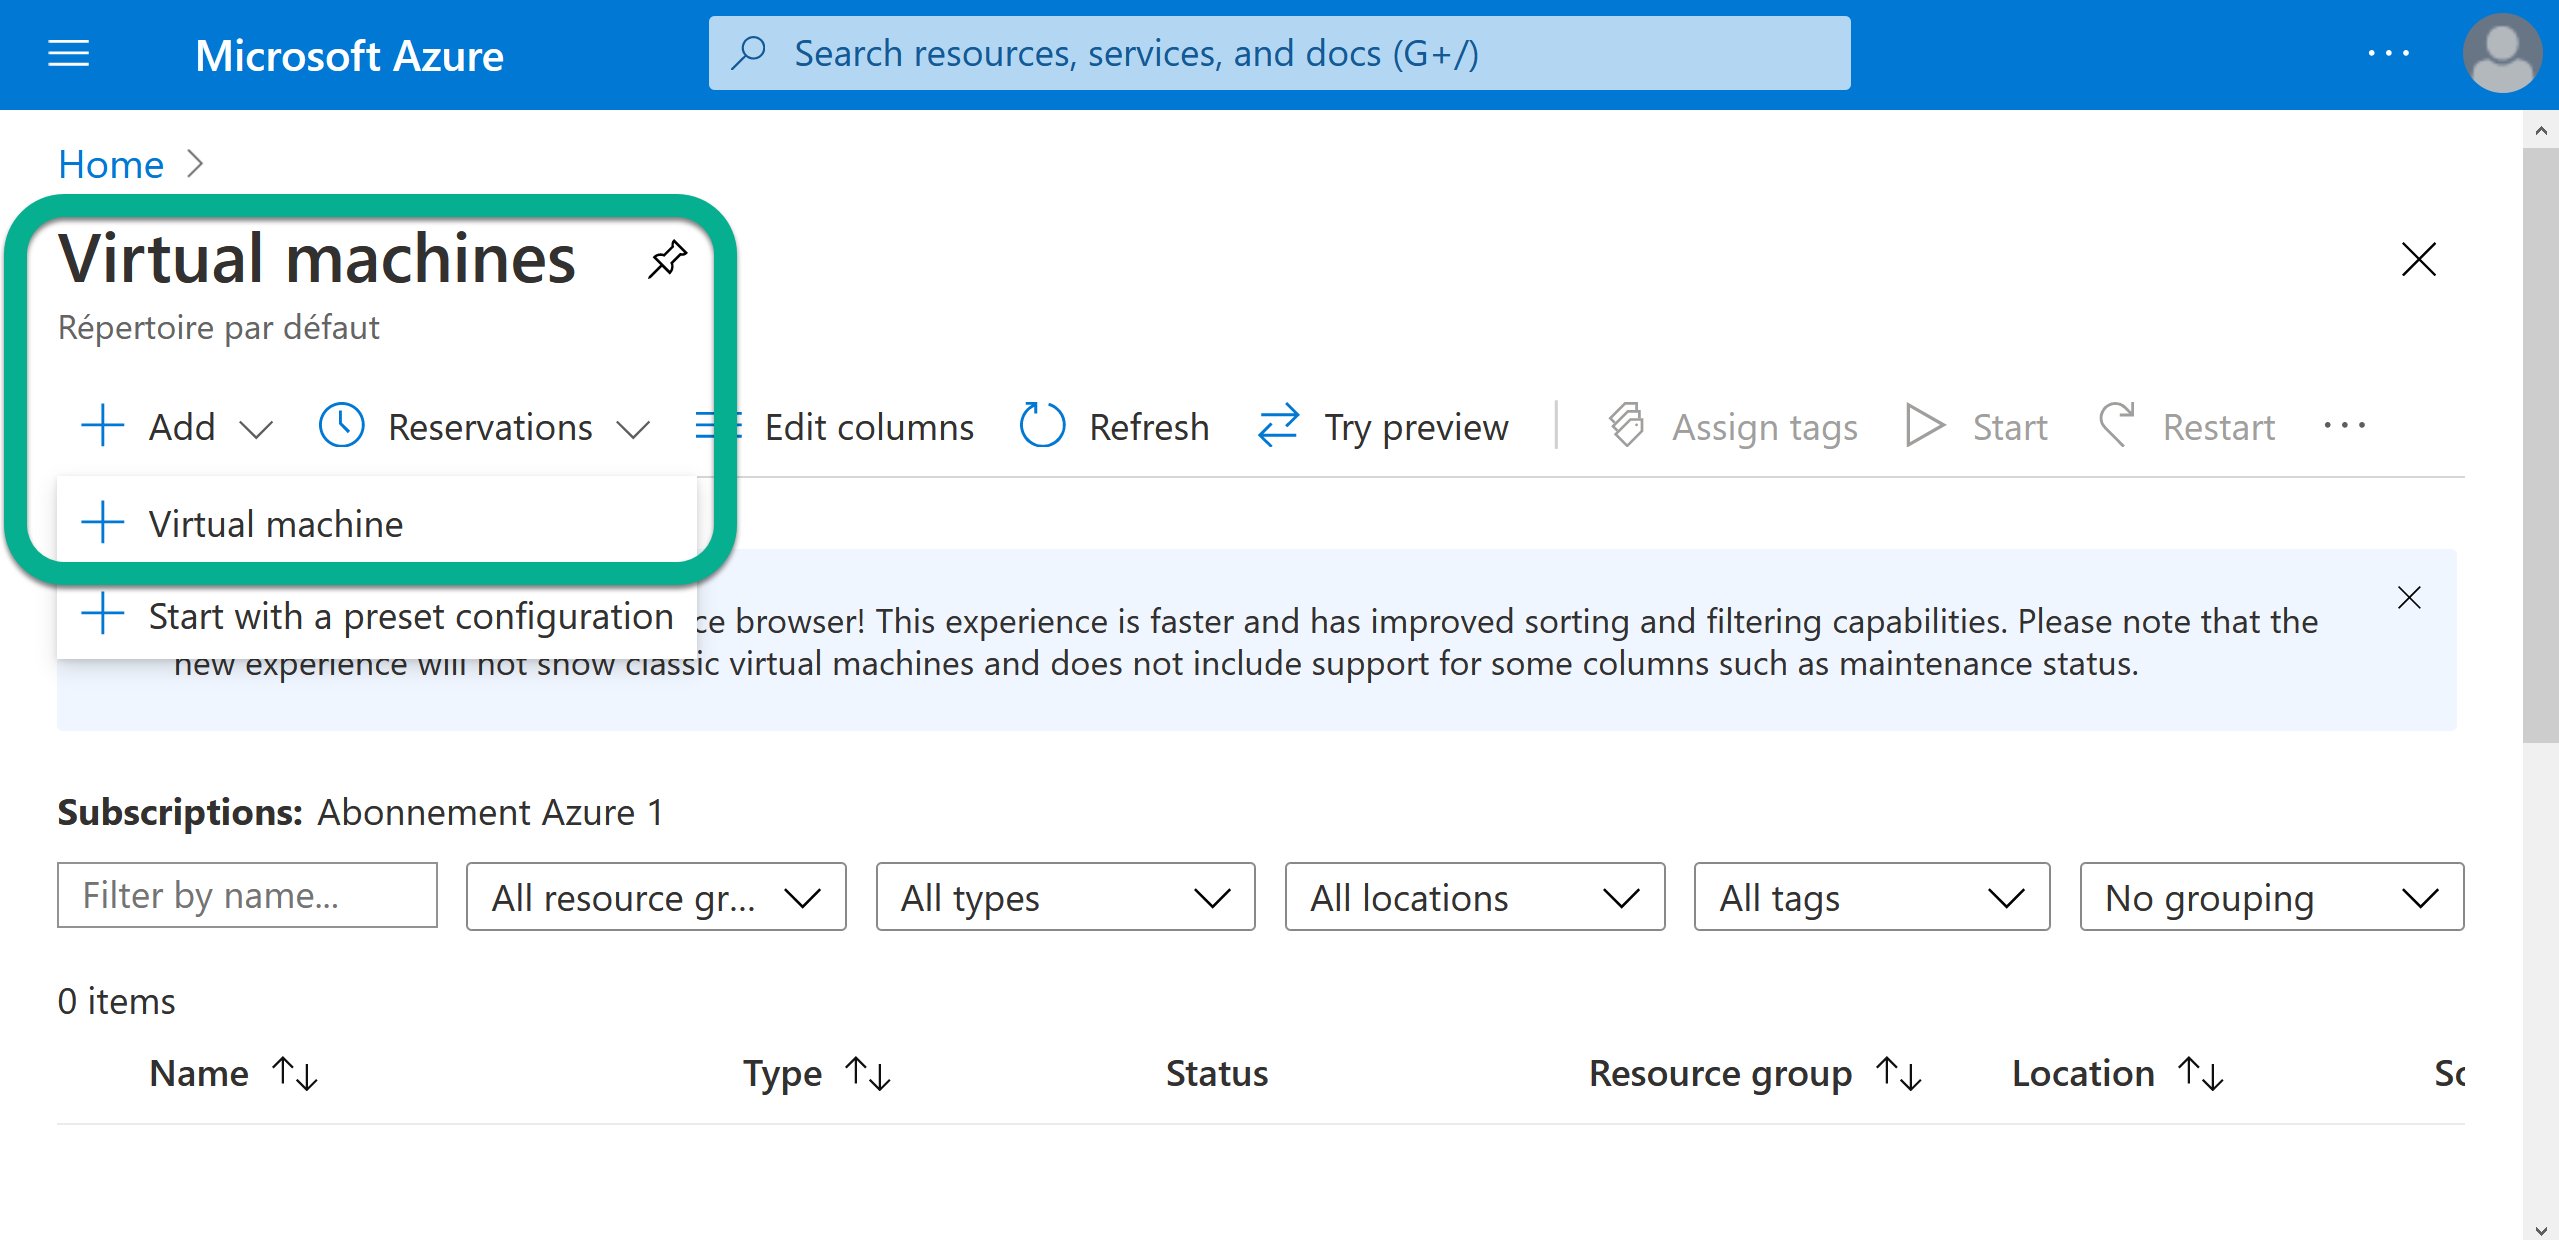 Microsoft Azure
Search resources, services, and docs (G+/)
Home
Virtual machines
Répertoire par défaut
Add Reservations Edit columns Refresh Try preview Assign tags Start Restart
Virtual machine
Start with a preset configuration
browser! This experience is faster and has improved sorting and filtering capabilities. Please note that the
new experience will not show classic virtual machines and does not include support for some columns such as maintenance status.
Subscriptions: Abonnement Azure 1
Filter by name... All resource gr... All types All locations All tags No grouping
0 items
Name Type Status Resource group Location